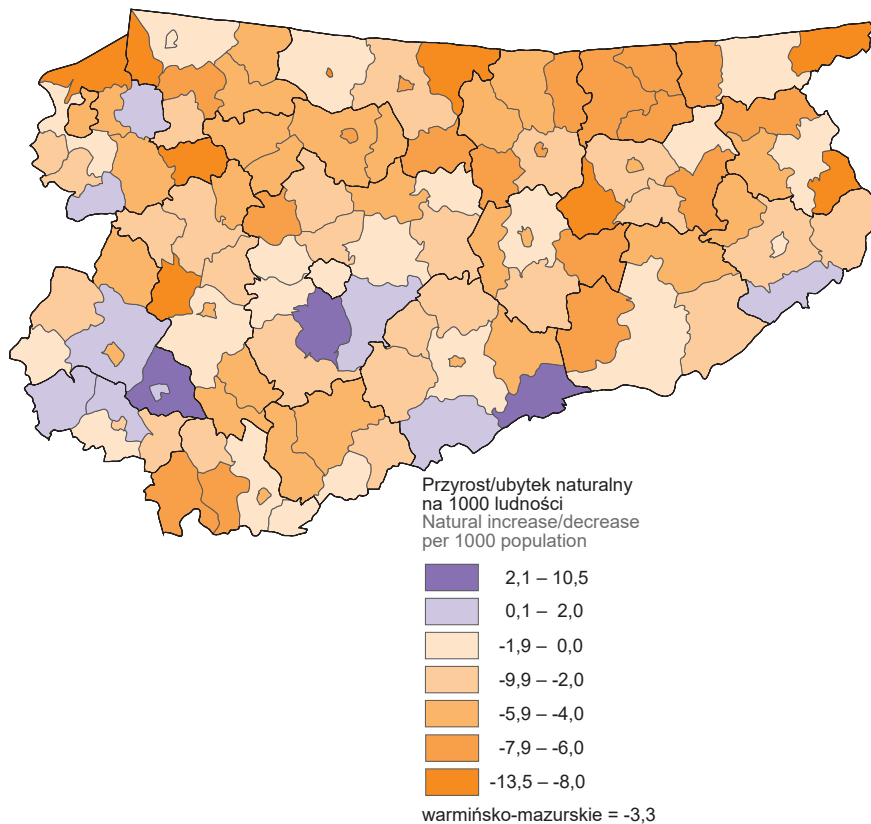 Przyrost/ubytek naturalny
na 1000 ludności
Natural increase/decrease
per 1000 population
2,1 – 10,5
0,1 – 2,0
-1,9 – 0,0
-9,9 – -2,0
-5,9 – -4,0
-7,9 – -6,0
-13,5 – -8,0
warmińsko-mazurskie = -3,3